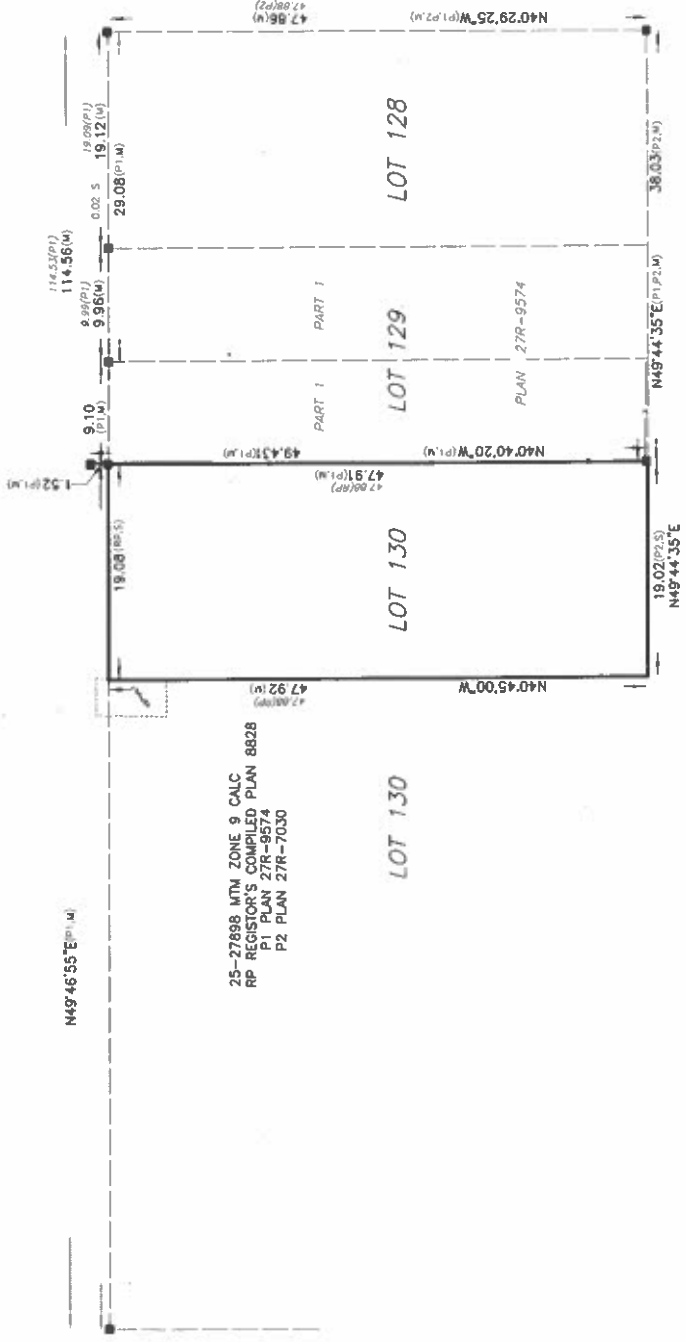 N49°46'55"E(P1,M)
114.53(P1)
114.56(M)
1.52(P1,M)
9.10
(P1,M)
9.99(P1)
9.96(M)
0.02 S
19.09(P1)
19.12(M)
29.08(P1,M)
47.88(P2)
47.86(M)
N40°29'25"W(P1,P2,M)
19.08(RP,S)
LOT 128
PART 1
PART 1
LOT 129
PLAN 27R-9574
49.43(P1,M)
N40°40'20"W(P1,M)
47.91(P1,M)
47.88(RP)
LOT 130
47.92(M)
47.88(RP)
N40°45'00"W
38.03(P2,M)
N49°44'35"E(P1,P2,M)
19.02(P2,S)
N49°44'35"E
25-27898 MTM ZONE 9 CALC
RP REGISTOR'S COMPILED PLAN 8828
P1 PLAN 27R-9574
P2 PLAN 27R-7030
LOT 130